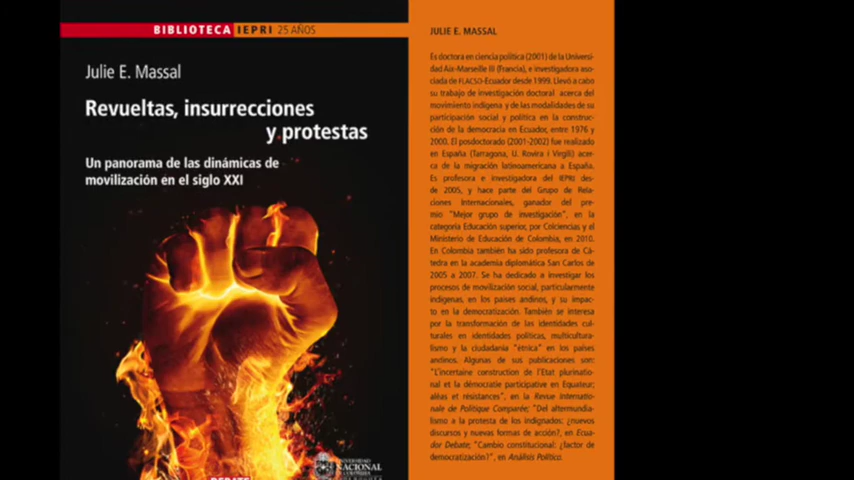 BIBLIOTECA IEPRI 25 AÑOS
Julie E. Massal
Revueltas, insurrecciones
y protestas
Un panorama de las dinámicas de
movilización en el siglo XXI
DEBATE
UNIVERSIDAD
NACIONAL
DE COLOMBIA
JULIE E. MASSAL
Es doctora en ciencia política (2001) de la Universi-
dad Aix-Marseille III (Francia), e investigadora aso-
ciada de FLACSO-Ecuador desde 1999. Llevó a cabo
su trabajo de investigación doctoral acerca del
movimiento indígena y de las modalidades de su
participación social y política en la construc-
ción de la democracia en Ecuador, entre 1976 y
2000. El posdoctorado (2001-2002) fue realizado
en España (Tarragona, U. Rovira i Virgili) acer-
ca de la migración latinoamericana a España.
Es profesora e investigadora del IEPRI des-
de 2005, y hace parte del Grupo de Rela-
ciones Internacionales, ganador del pre-
mio "Mejor grupo de investigación", en la
categoría Educación superior, por Colciencias y el
Ministerio de Educación de Colombia, en 2010.
En Colombia también ha sido profesora de Cá-
tedra en la academia diplomática San Carlos de
2005 a 2007. Se ha dedicado a investigar los
procesos de movilización social, particularmente
indígenas, en los países andinos, y su impac-
to en la democratización. También se interesa
por la transformación de las identidades cul-
turales en identidades políticas, multicultura-
lismo y la ciudadanía "étnica" en los países
andinos. Algunas de sus publicaciones son:
"L'incertaine construction de l'Etat plurinatio-
nal et la démocratie participative en Equateur;
aléas et résistances", en la Revue Internatio-
nale de Politique Comparée; "Del altermundia-
lismo a la protesta de los indignados: ¿nuevos
discursos y nuevas formas de acción?, en Ecua-
dor Debate; "Cambio constitucional: ¿factor de
democratización?", en Análisis Político.